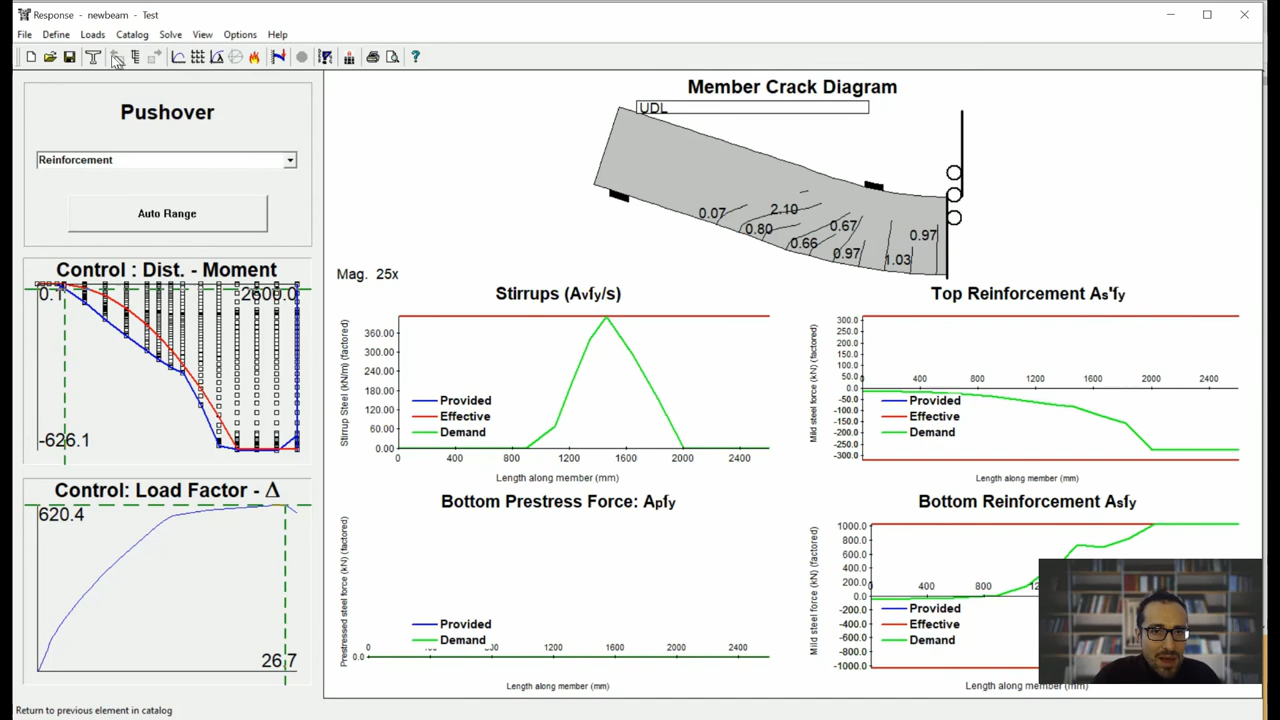 Response - newbeam - Test
File Define Loads Catalog Solve View Options Help
Pushover
Reinforcement
Auto Range
Control : Dist. - Moment
0.1
2600.0
-626.1
Control: Load Factor - Δ
620.4
26.7
Member Crack Diagram
UDL
0.07
2.10
0.80
0.67
0.66
0.97
1.03
0.97
Mag. 25x
Stirrups (Avfy/s)
Stirrup Steel (kN/m) (factored)
360.00
300.00
240.00
180.00
120.00
60.00
0.00
Provided
Effective
Demand
0 400 800 1200 1600 2000 2400
Length along member (mm)
Top Reinforcement As'fy
Mild steel force (kN) (factored)
300.0
250.0
200.0
150.0
100.0
50.0
0.0
-50.0
-100.0
-150.0
-200.0
-250.0
-300.0
0 400 800 1200 1600 2000 2400
Provided
Effective
Demand
Length along member (mm)
Bottom Prestress Force: Apfy
Prestressed steel force (kN) (factored)
Provided
Demand
0.0
0 400 800 1200 1600 2000 2400
Length along member (mm)
Bottom Reinforcement Asfy
Mild steel force (kN) (factored)
1000.0
800.0
600.0
400.0
200.0
0.0
-200.0
-400.0
-600.0
-800.0
-1000.0
0 400 800
Provided
Effective
Demand
Length along member (mm)
Return to previous element in catalog